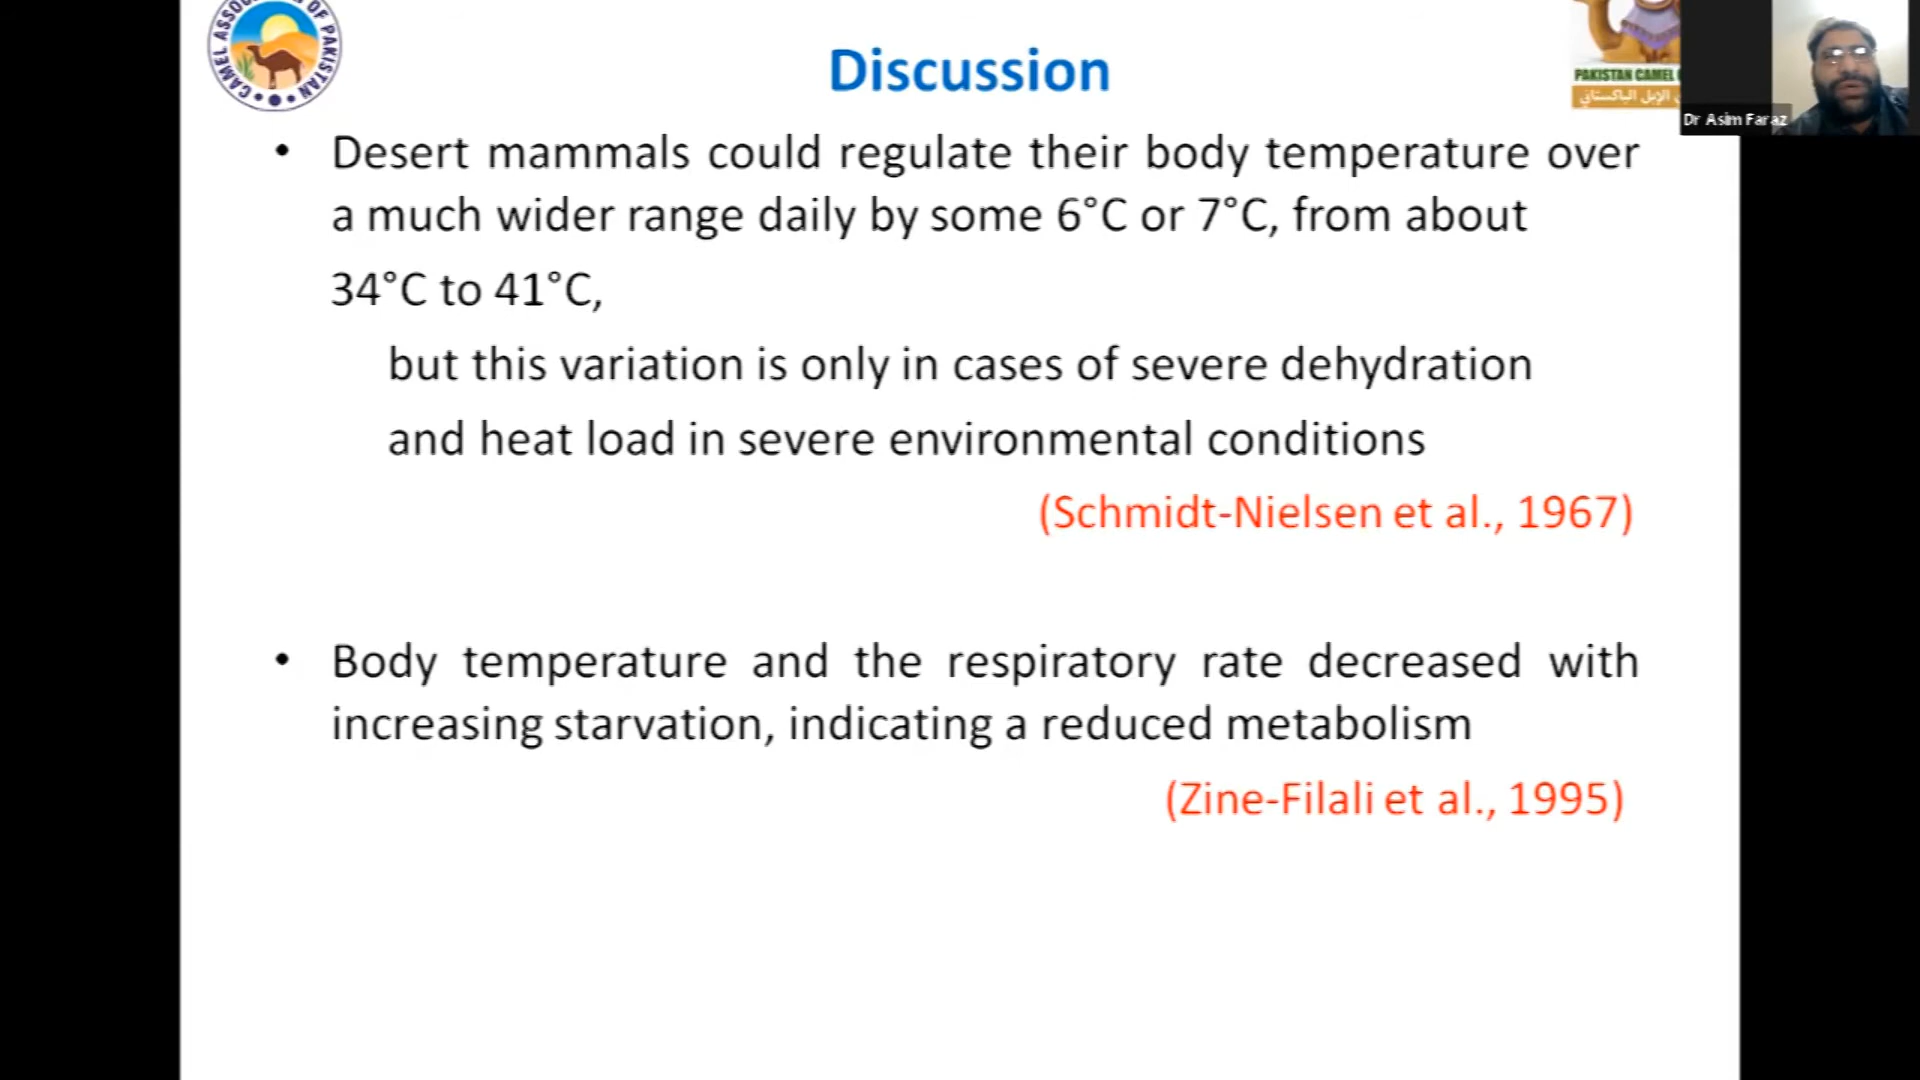 CAMEL ASSOC OF PAKISTAN
Discussion
PAKISTAN CAMEL
الإبل الباكستاني
Dr Asim Faraz
• Desert mammals could regulate their body temperature over
a much wider range daily by some 6°C or 7°C, from about
34°C to 41°C,
but this variation is only in cases of severe dehydration
and heat load in severe environmental conditions
(Schmidt-Nielsen et al., 1967)
• Body temperature and the respiratory rate decreased with
increasing starvation, indicating a reduced metabolism
(Zine-Filali et al., 1995)